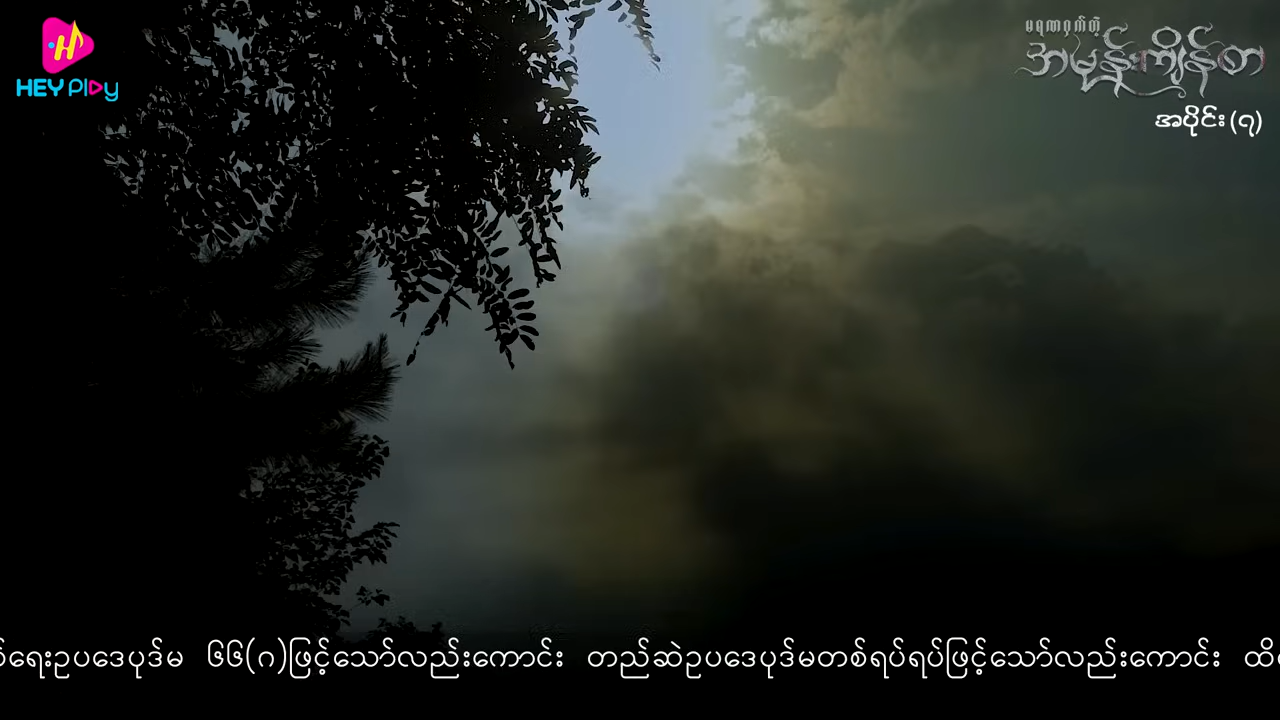 HEY Play
မရဏဂိုဏ်းရဲ့
အမုန်းကျိန်စာ
အပိုင်း (၇)
ရေးဥပဒေပုဒ်မ ၆၆(ဂ)ဖြင့်သော်လည်းကောင်း တည်ဆဲဥပဒေပုဒ်မတစ်ရပ်ရပ်ဖြင့်သော်လည်းကောင်း